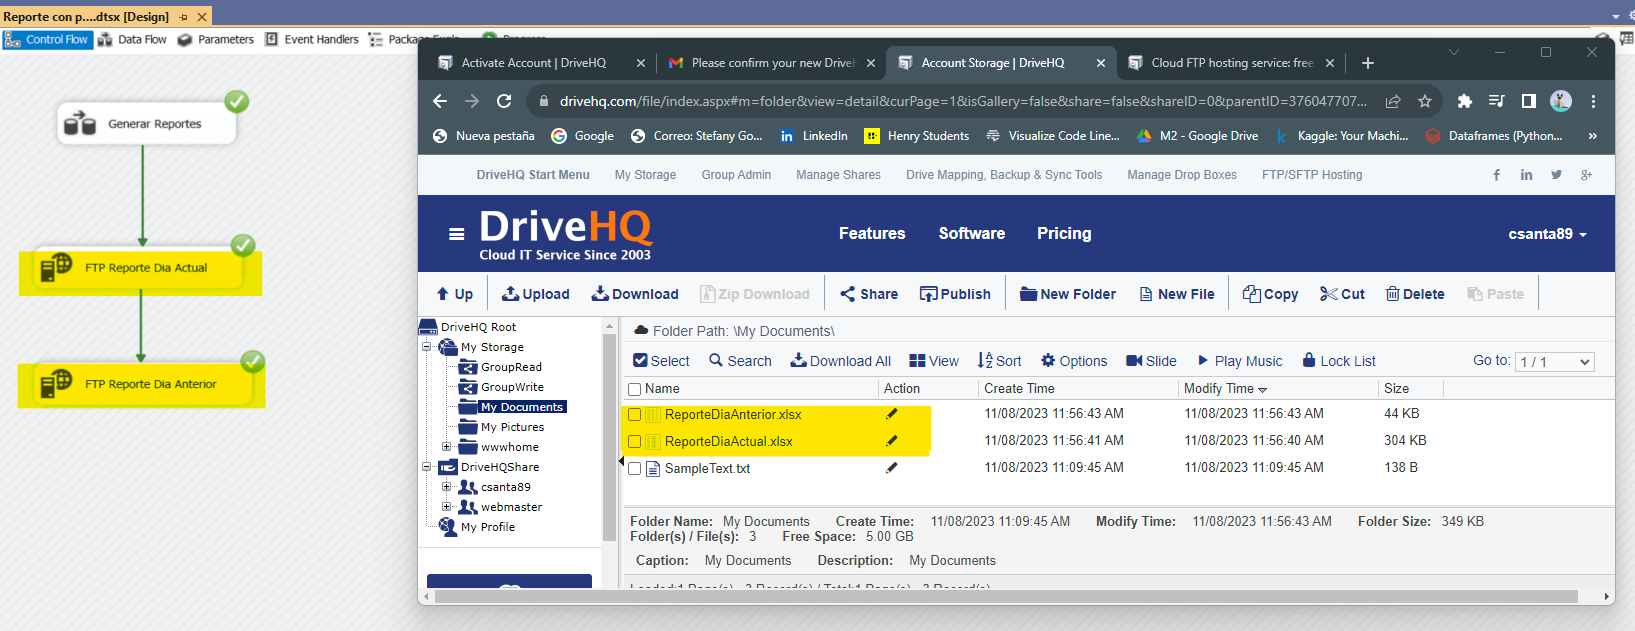 Reporte con p....dtsx [Design]
Control Flow Data Flow Parameters Event Handlers
Generar Reportes
FTP Reporte Dia Actual
FTP Reporte Dia Anterior
Activate Account | DriveHQ Please confirm your new Drive Account Storage | DriveHQ Cloud FTP hosting service: free
drivehq.com/file/index.aspx#m=folder&view=detail&curPage=1&isGallery=false&share=false&shareID=0&parentID=376047707...
Nueva pestaña Google Correo: Stefany Go... LinkedIn Henry Students Visualize Code Line... M2 - Google Drive Kaggle: Your Machi... Dataframes (Python... »
DriveHQ Start Menu My Storage Group Admin Manage Shares Drive Mapping, Backup & Sync Tools Manage Drop Boxes FTP/SFTP Hosting
DriveHQ
Cloud IT Service Since 2003
Features Software Pricing csanta89
Up Upload Download Zip Download Share Publish New Folder New File Copy Cut Delete Paste
DriveHQ Root
My Storage
GroupRead
GroupWrite
My Documents
My Pictures
wwwhome
DriveHQShare
csanta89
webmaster
My Profile
Folder Path: \My Documents\
Select Search Download All View Sort Options Slide Play Music Lock List Go to: 1 / 1
Name Action Create Time Modify Time Size
ReporteDiaAnterior.xlsx 11/08/2023 11:56:43 AM 11/08/2023 11:56:43 AM 44 KB
ReporteDiaActual.xlsx 11/08/2023 11:56:41 AM 11/08/2023 11:56:40 AM 304 KB
SampleText.txt 11/08/2023 11:09:45 AM 11/08/2023 11:09:45 AM 138 B
Folder Name: My Documents Create Time: 11/08/2023 11:09:45 AM Modify Time: 11/08/2023 11:56:43 AM Folder Size: 349 KB
Folder(s) / File(s): 3 Free Space: 5.00 GB
Caption: My Documents Description: My Documents